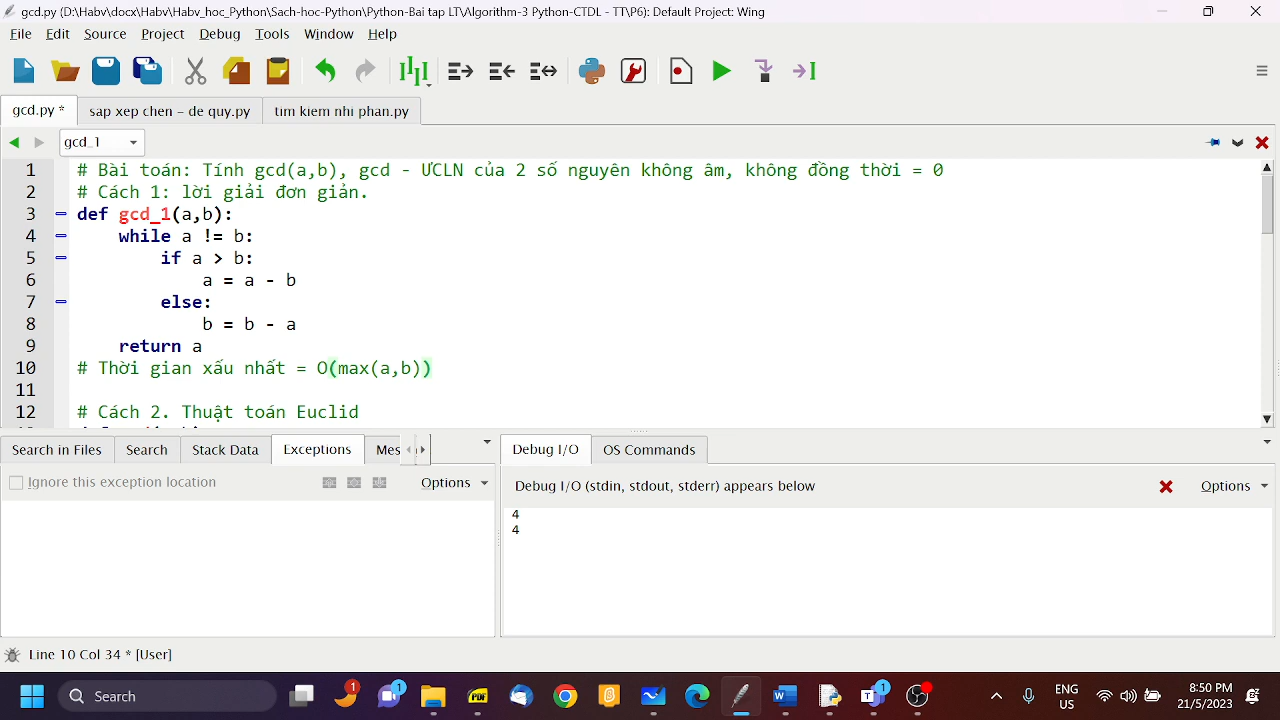 gcd.py (D:\Habv\docx\Habv\Habv_hoc_Python\Sach-hoc-Python\Python-Bai tap LT\Algorithm-3 Python-CTDL - TT\P6): Default Project: Wing
File Edit Source Project Debug Tools Window Help
gcd.py * sap xep chen – de quy.py tim kiem nhi phan.py
gcd_1
1 # Bài toán: Tính gcd(a,b), gcd - ƯCLN của 2 số nguyên không âm, không đồng thời = 0
2 # Cách 1: lời giải đơn giản.
3 def gcd_1(a,b):
4 while a != b:
5 if a > b:
6 a = a - b
7 else:
8 b = b - a
9 return a
10 # Thời gian xấu nhất = O(max(a,b))
11
12 # Cách 2. Thuật toán Euclid
Search in Files Search Stack Data Exceptions Mes
Debug I/O OS Commands
Ignore this exception location Options
Debug I/O (stdin, stdout, stderr) appears below Options
4
4
Line 10 Col 34 * [User]
Search
1
1
PDF
1
ENG
US
8:50 PM
21/5/2023